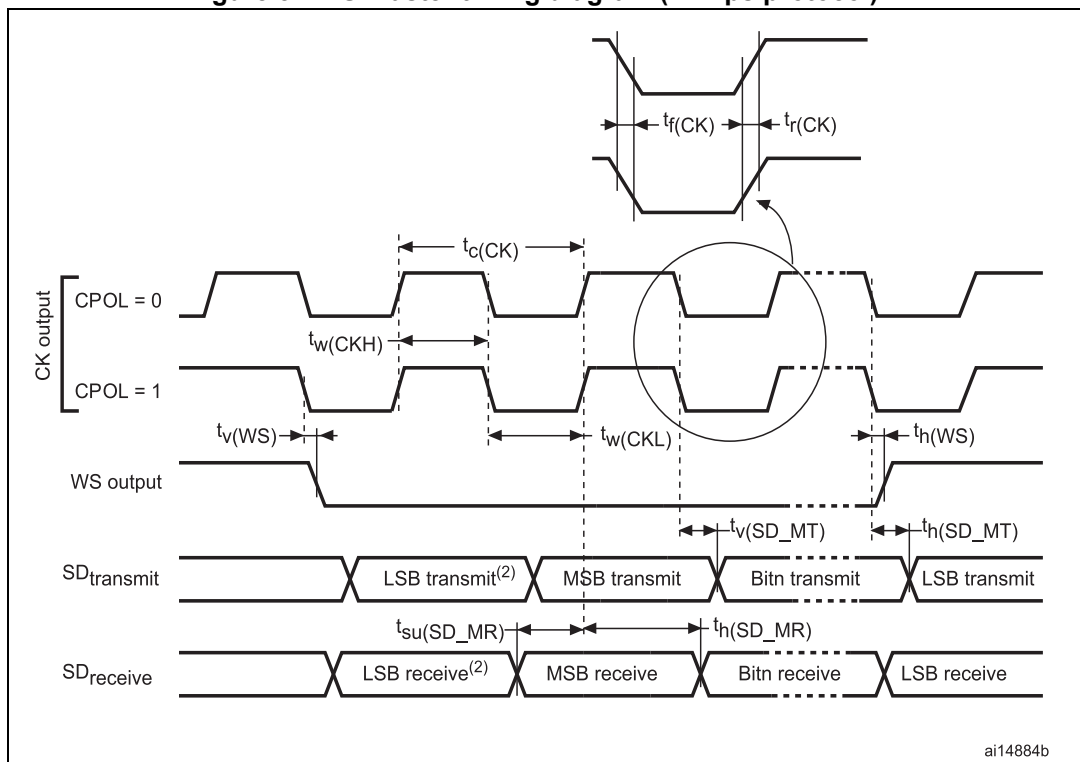 tf(CK)
tr(CK)
tc(CK)
CK output
CPOL = 0
tw(CKH)
CPOL = 1
tv(WS)
tw(CKL)
th(WS)
WS output
tv(SD_MT)
th(SD_MT)
SDtransmit
LSB transmit(2)
MSB transmit
Bitn transmit
LSB transmit
tsu(SD_MR)
th(SD_MR)
SDreceive
LSB receive(2)
MSB receive
Bitn receive
LSB receive
ai14884b